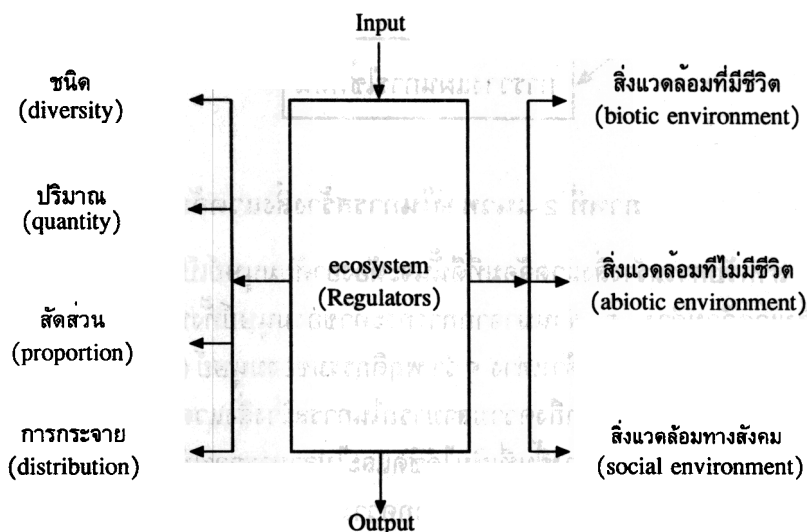 Input
ชนิด
(diversity)
ปริมาณ
(quantity)
สัดส่วน
(proportion)
การกระจาย
(distribution)
ecosystem
(Regulators)
สิ่งแวดล้อมที่มีชีวิต
(biotic environment)
สิ่งแวดล้อมที่ไม่มีชีวิต
(abiotic environment)
สิ่งแวดล้อมทางสังคม
(social environment)
Output